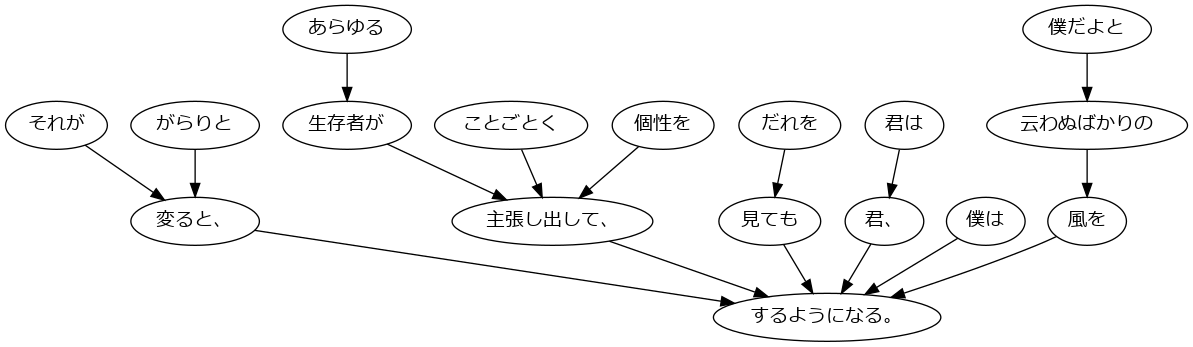 あらゆる
僕だよと
それが
がらりと
生存者が
ことごとく
個性を
だれを
君は
云わぬばかりの
変ると、
主張し出して、
見ても
君、
僕は
風を
するようになる。